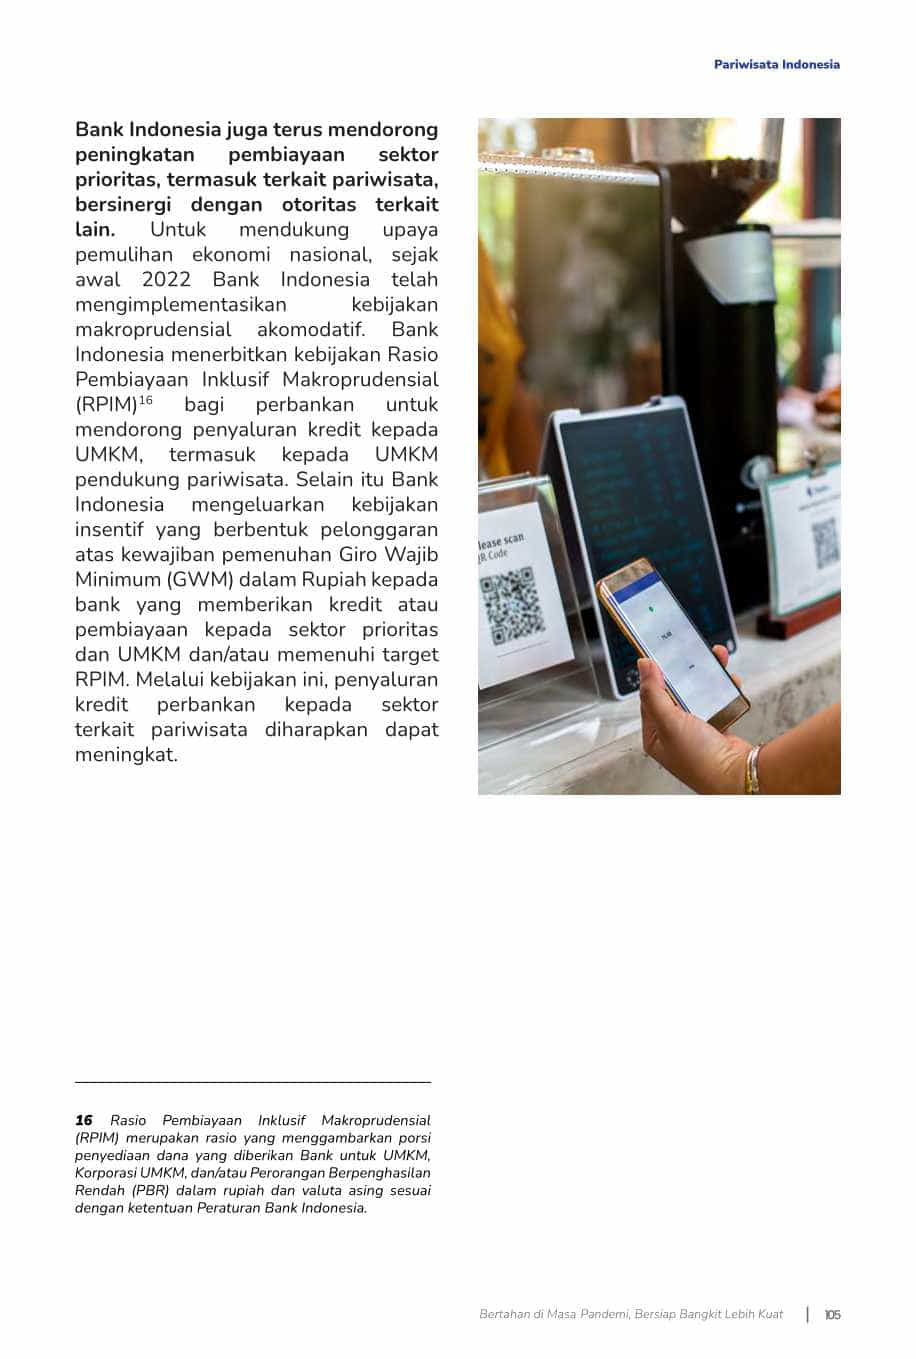 Pariwisata Indonesia
Bank Indonesia juga terus mendorong
peningkatan pembiayaan sektor
prioritas, termasuk terkait pariwisata,
bersinergi dengan otoritas terkait
lain. Untuk mendukung upaya
pemulihan ekonomi nasional, sejak
awal 2022 Bank Indonesia telah
mengimplementasikan kebijakan
makroprudensial akomodatif. Bank
Indonesia menerbitkan kebijakan Rasio
Pembiayaan Inklusif Makroprudensial
(RPIM)16 bagi perbankan untuk
mendorong penyaluran kredit kepada
UMKM, termasuk kepada UMKM
pendukung pariwisata. Selain itu Bank
Indonesia mengeluarkan kebijakan
insentif yang berbentuk pelonggaran
atas kewajiban pemenuhan Giro Wajib
Minimum (GWM) dalam Rupiah kepada
bank yang memberikan kredit atau
pembiayaan kepada sektor prioritas
dan UMKM dan/atau memenuhi target
RPIM. Melalui kebijakan ini, penyaluran
kredit perbankan kepada sektor
terkait pariwisata diharapkan dapat
meningkat.
lease scan
QR Code
16 Rasio Pembiayaan Inklusif Makroprudensial
(RPIM) merupakan rasio yang menggambarkan porsi
penyediaan dana yang diberikan Bank untuk UMKM,
Korporasi UMKM, dan/atau Perorangan Berpenghasilan
Rendah (PBR) dalam rupiah dan valuta asing sesuai
dengan ketentuan Peraturan Bank Indonesia.
Bertahan di Masa Pandemi, Bersiap Bangkit Lebih Kuat | 105